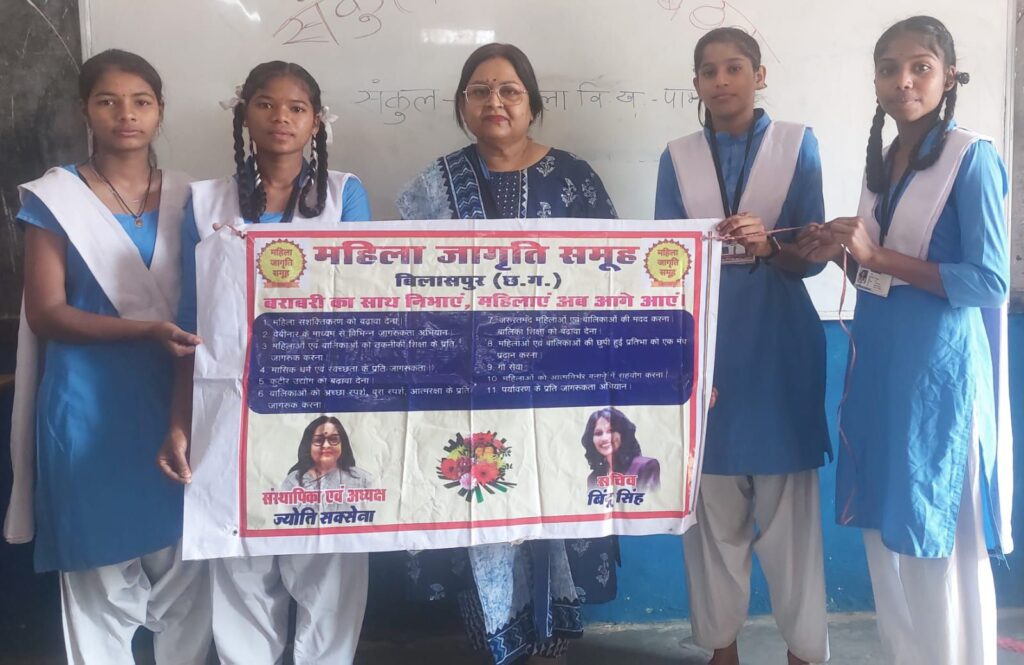 संकुल
संकुल - ला वि.ख. - पाम
महिला जागृति समूह
महिला जागृति समूह
महिला जागृति समूह
बिलासपुर (छ.ग.)
बराबरी का साथ निभाएं, महिलाएं अब आगे आएं।
1. महिला सशक्तिकरण को बढ़ावा देना।
2. वेबीनार के माध्यम से विभिन्न जागरूकता अभियान।
3. महिलाओं एवं बालिकाओं को तकनीकी शिक्षा के प्रति
जागरूक करना।
4. मासिक धर्म एवं स्वच्छता के प्रति जागरूकता।
5. कुटीर उद्योग को बढ़ावा देना।
6. बालिकाओं को अच्छा स्पर्श, बुरा स्पर्श, आत्मरक्षा के प्रति
जागरूक करना।
7. जरूरतमंद महिलाओं एवं बालिकाओं की मदद करना।
बालिका शिक्षा को बढ़ावा देना।
8. महिलाओं एवं बालिकाओं की छुपी हुई प्रतिभा को एक मंच
प्रदान करना।
9. गौ सेवा।
10. महिलाओं को आत्मनिर्भर बनाने में सहयोग करना।
11. पर्यावरण के प्रति जागरूकता अभियान।
संस्थापिका एवं अध्यक्ष
ज्योति सक्सेना
सचिव
बिंदू सिंह